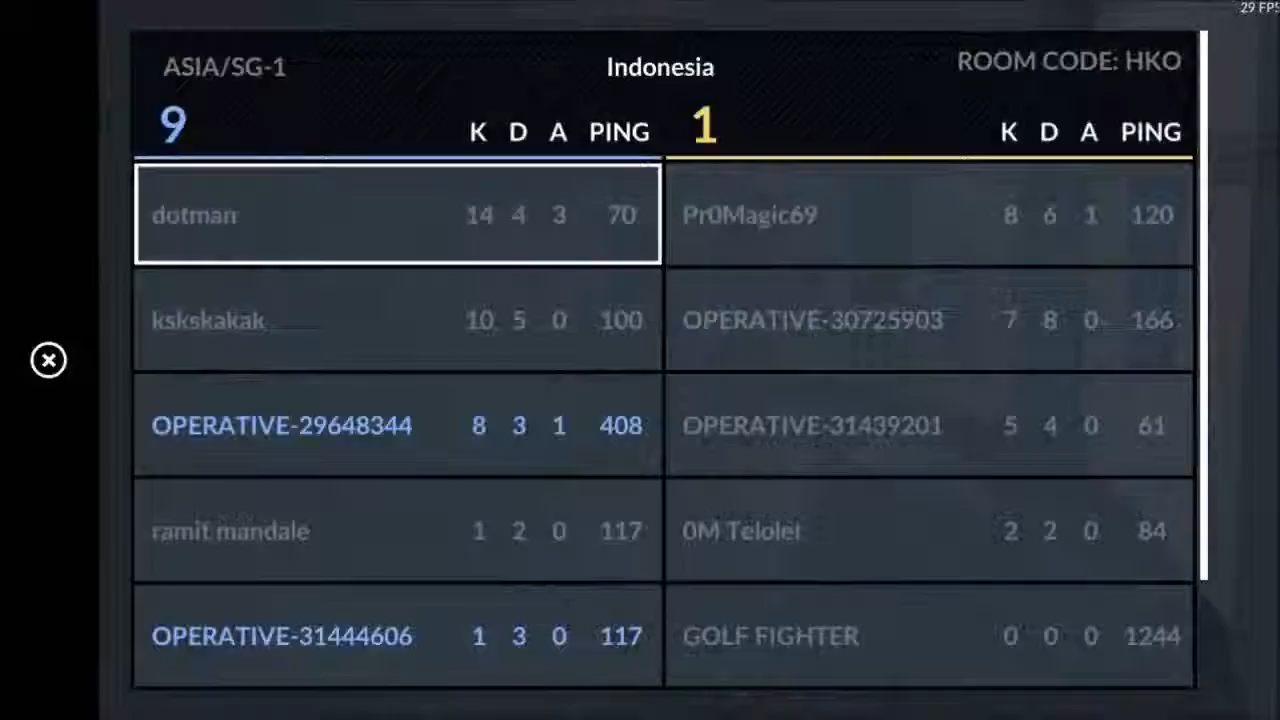 29 FPS
ASIA/SG-1 Indonesia ROOM CODE: HKO
9 K D A PING 1 K D A PING
dotman 14 4 3 70 Pr0Magic69 8 6 1 120
kskskakak 10 5 0 100 OPERATIVE-30725903 7 8 0 166
OPERATIVE-29648344 8 3 1 408 OPERATIVE-31439201 5 4 0 61
ramit mandale 1 2 0 117 0M Telolet 2 2 0 84
OPERATIVE-31444606 1 3 0 117 GOLF FIGHTER 0 0 0 1244